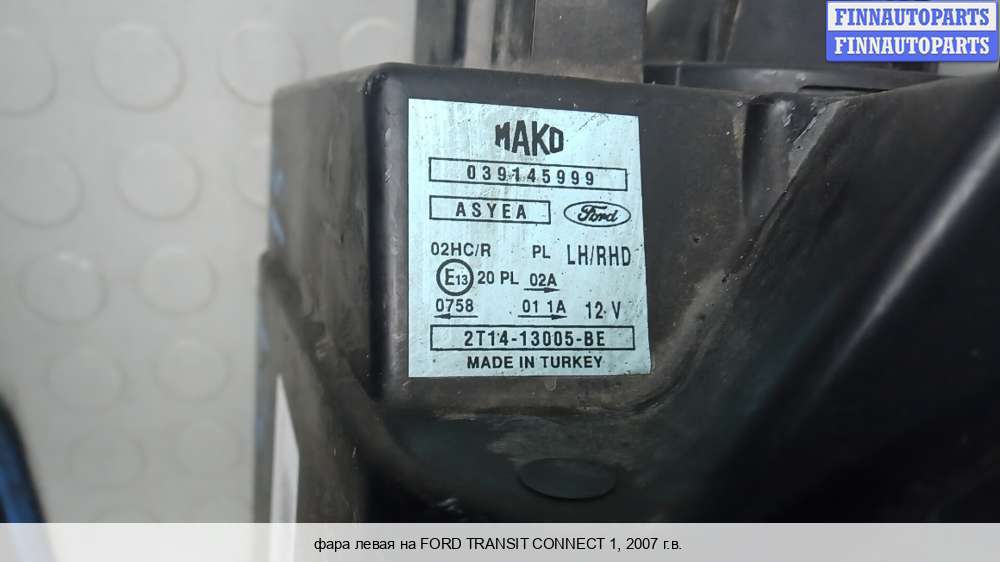 FINNAUTOPARTS
FINNAUTOPARTS
MAKO
039145999
ASYEA Ford
02HC/R PL LH/RHD
E13 20 PL 02A
0758 01 1A 12 V
2T14-13005-BE
MADE IN TURKEY
фара левая на FORD TRANSIT CONNECT 1, 2007 г.в.